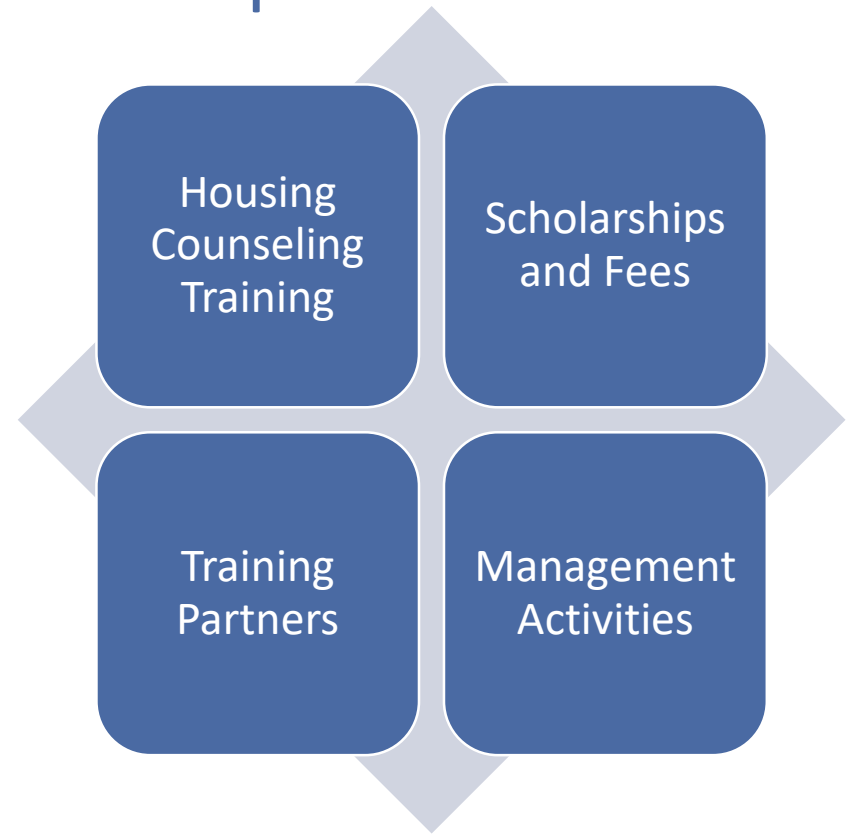 Housing
Counseling
Training
Scholarships
and Fees
Training
Partners
Management
Activities